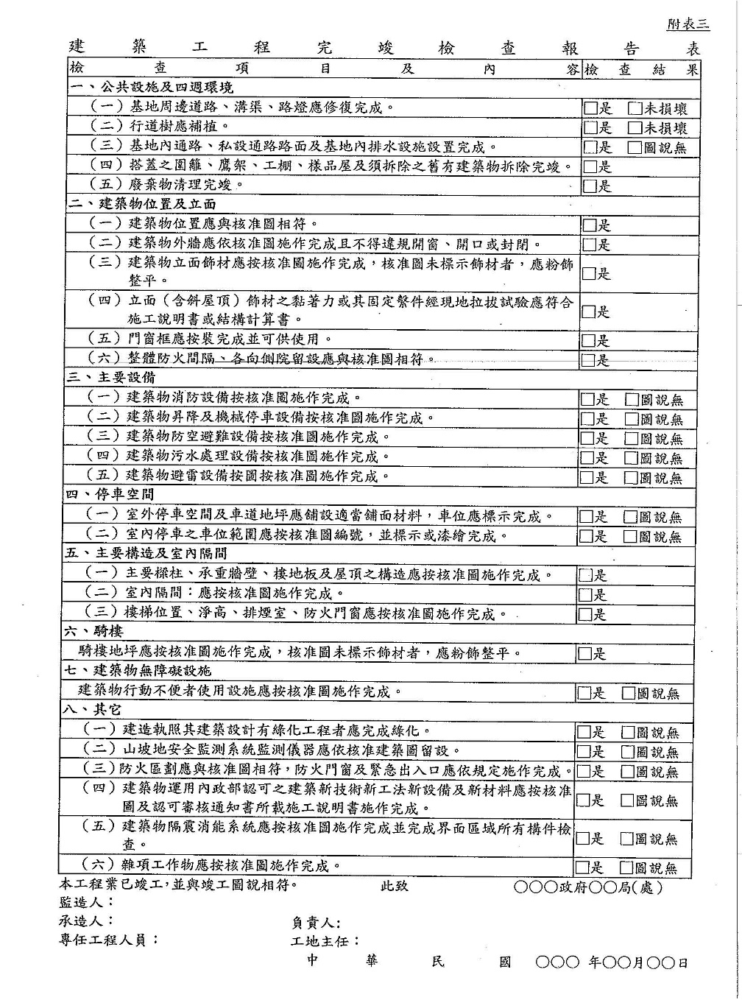 附表三
建築工程完竣檢查報告表
檢查項目及內容 檢查結果
一、公共設施及四週環境
（一）基地周邊道路、溝渠、路燈應修復完成。 □是 □未損壞
（二）行道樹應補植。 □是 □未損壞
（三）基地內通路、私設通路路面及基地內排水設施設置完成。 □是 □圖說無
（四）搭蓋之圍籬、鷹架、工棚、樣品屋及須拆除之舊有建築物拆除完竣。 □是
（五）廢棄物清理完竣。 □是
二、建築物位置及立面
（一）建築物位置應與核准圖相符。 □是
（二）建築物外牆應依核准圖施作完成且不得違規開窗、開口或封閉。 □是
（三）建築物立面飾材應按核准圖施作完成，核准圖未標示飾材者，應粉飾
整平。 □是
（四）立面（含斜屋頂）飾材之黏著力或其固定繫件經現地拉拔試驗應符合
施工說明書或結構計算書。 □是
（五）門窗框應按裝完成並可供使用。 □是
（六）整體防火間隔、各向側院留設應與核准圖相符。 □是
三、主要設備
（一）建築物消防設備按核准圖施作完成。 □是 □圖說無
（二）建築物昇降及機械停車設備按核准圖施作完成。 □是 □圖說無
（三）建築物防空避難設備按核准圖施作完成。 □是 □圖說無
（四）建築物污水處理設備按核准圖施作完成。 □是 □圖說無
（五）建築物避雷設備按圖按核准圖施作完成。 □是 □圖說無
四、停車空間
（一）室外停車空間及車道地坪應舖設適當舖面材料，車位應標示完成。 □是 □圖說無
（二）室內停車之車位範圍應按核准圖編號，並標示或漆繪完成。 □是 □圖說無
五、主要構造及室內隔間
（一）主要樑柱、承重牆壁、樓地板及屋頂之構造應按核准圖施作完成。 □是
（二）室內隔間：應按核准圖施作完成。 □是
（三）樓梯位置、淨高、排煙室、防火門窗應按核准圖施作完成。 □是
六、騎樓
騎樓地坪應按核准圖施作完成，核准圖未標示飾材者，應粉飾整平。 □是
七、建築物無障礙設施
建築物行動不便者使用設施應按核准圖施作完成。 □是 □圖說無
八、其它
（一）建造執照其建築設計有綠化工程者應完成綠化。 □是 □圖說無
（二）山坡地安全監測系統監測儀器應依核准建築圖留設。 □是 □圖說無
（三）防火區劃應與核准圖相符，防火門窗及緊急出入口應依規定施作完成。 □是 □圖說無
（四）建築物運用內政部認可之建築新技術新工法新設備及新材料應按核准
圖及認可審核通知書所載施工說明書施作完成。 □是 □圖說無
（五）建築物隔震消能系統應按核准圖施作完成並完成界面區域所有構件檢
查。 □是 □圖說無
（六）雜項工作物應按核准圖施作完成。 □是 □圖說無
本工程業已竣工，並與竣工圖說相符。 此致 ○○○政府○○局(處)
監造人：
承造人： 負責人：
專任工程人員： 工地主任：
中華民國 ○○○ 年○○月○○日